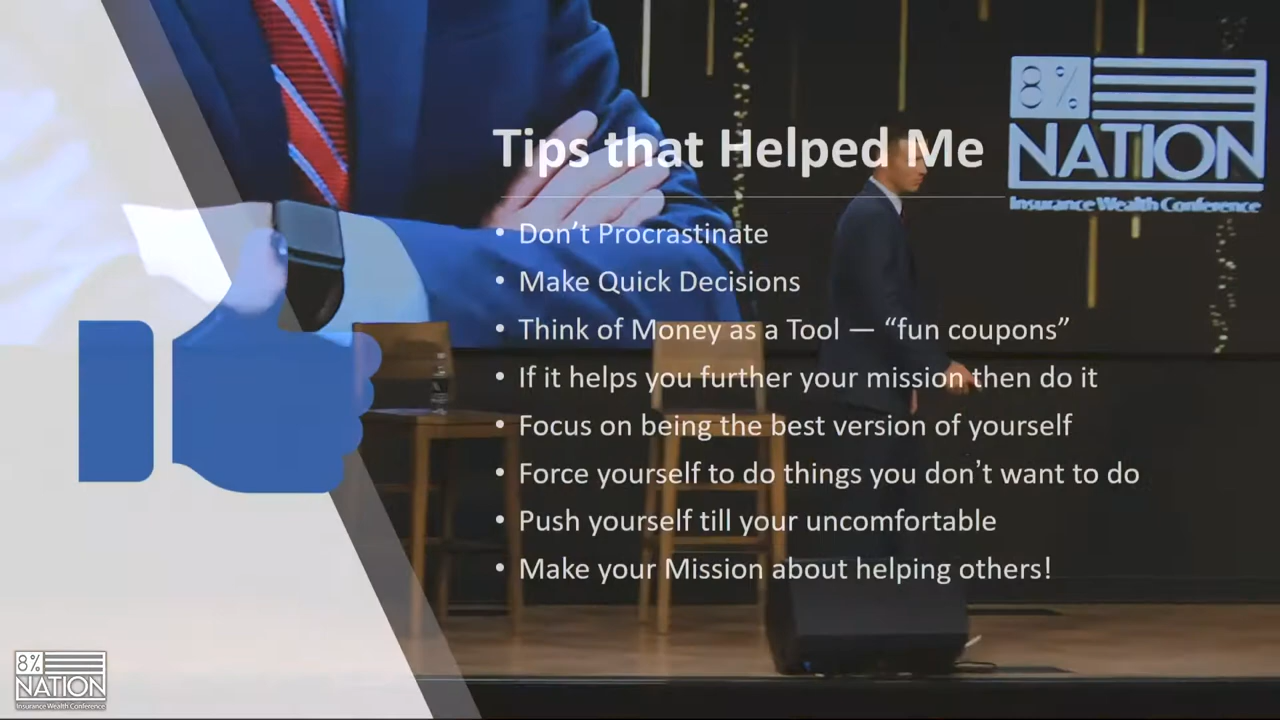 8%
NATION
Insurance Wealth Conference
Tips that Helped Me
• Don’t Procrastinate
• Make Quick Decisions
• Think of Money as a Tool — “fun coupons”
• If it helps you further your mission then do it
• Focus on being the best version of yourself
• Force yourself to do things you don’t want to do
• Push yourself till your uncomfortable
• Make your Mission about helping others!
8%
NATION
Insurance Wealth Conference